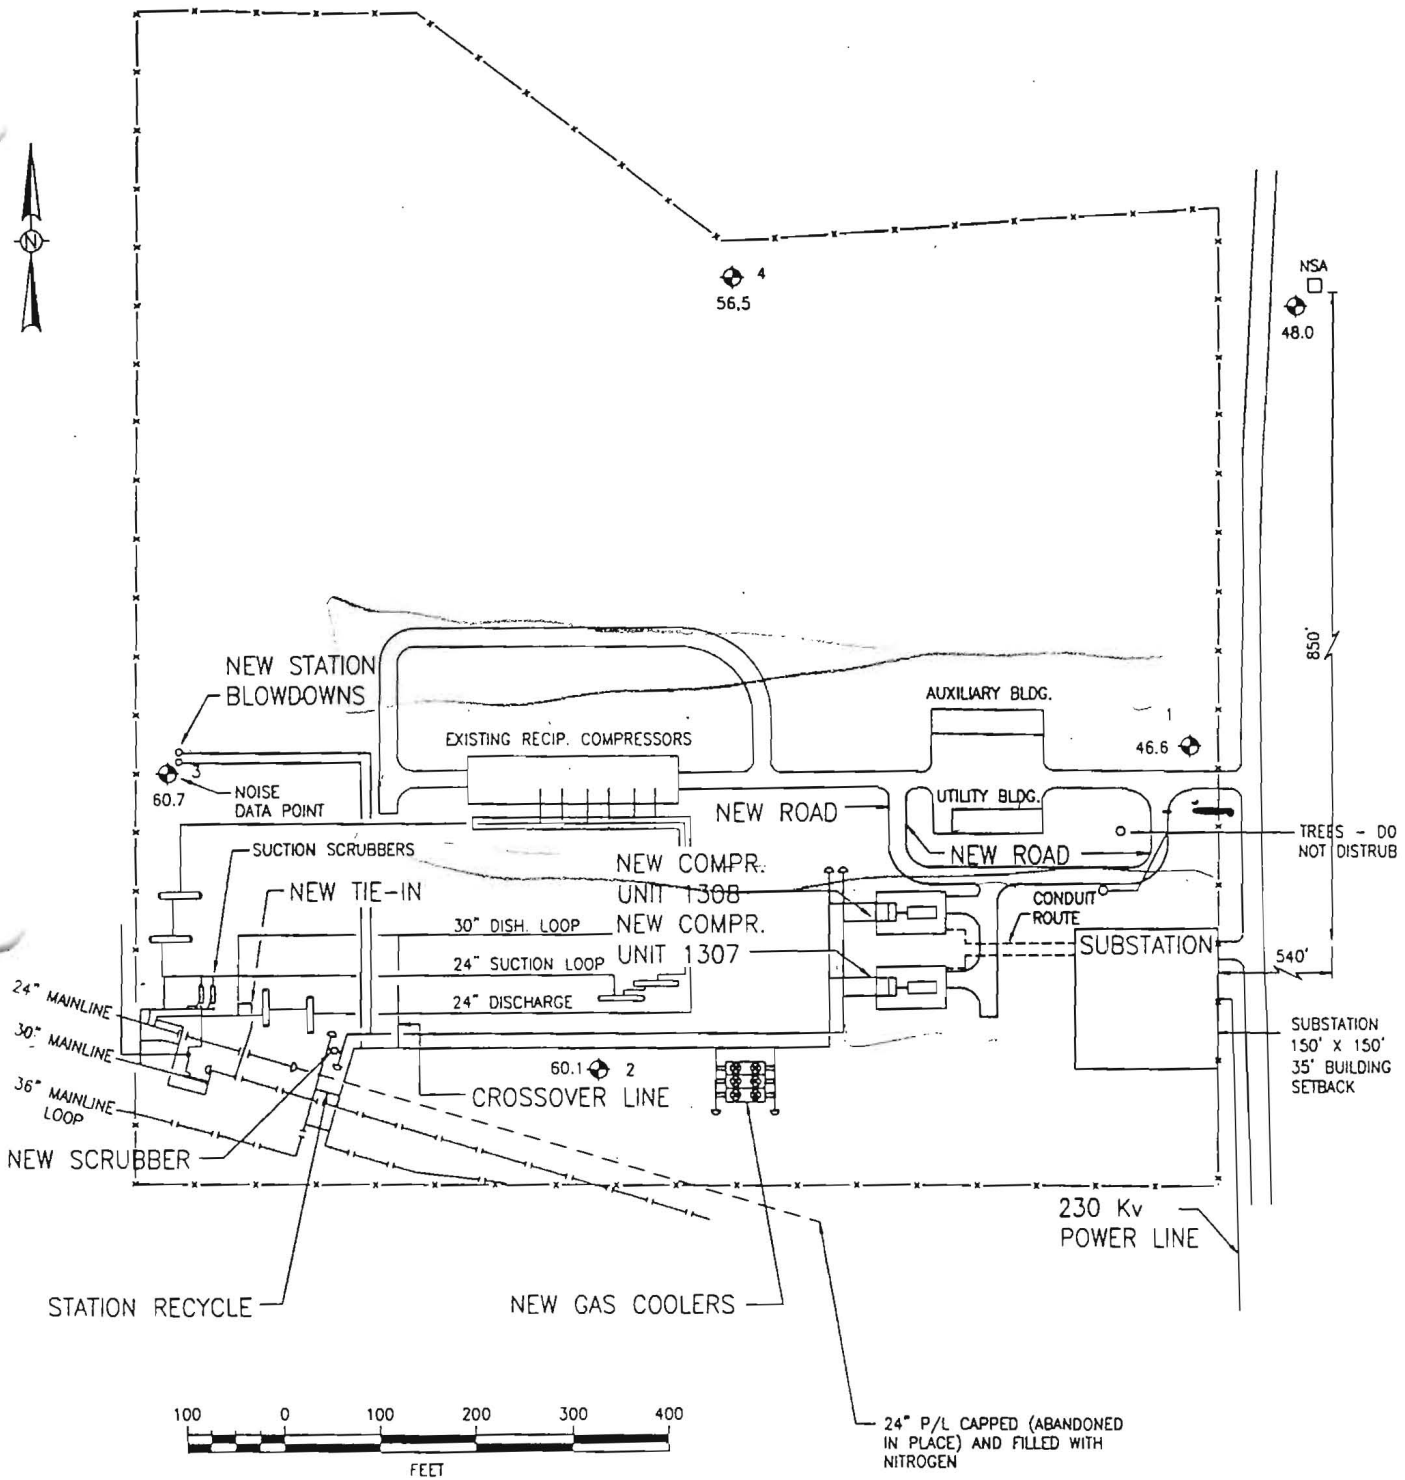 N
4
56.5
NSA
48.0
850'
NEW STATION
BLOWDOWNS
AUXILIARY BLDG.
1
46.6
EXISTING RECIP. COMPRESSORS
3
60.7
NOISE
DATA POINT
NEW ROAD
UTILITY BLDG.
NEW ROAD
TREES - DO
NOT DISTRUB
SUCTION SCRUBBERS
NEW TIE-IN
NEW COMPR.
UNIT 1308
NEW COMPR.
UNIT 1307
CONDUIT
ROUTE
30" DISH. LOOP
24" SUCTION LOOP
24" DISCHARGE
SUBSTATION
540'
24" MAINLINE
30" MAINLINE
36" MAINLINE
LOOP
SUBSTATION
150' X 150'
35' BUILDING
SETBACK
60.1
2
CROSSOVER LINE
NEW SCRUBBER
230 Kv
POWER LINE
STATION RECYCLE
NEW GAS COOLERS
100 0 100 200 300 400
FEET
24" P/L CAPPED (ABANDONED
IN PLACE) AND FILLED WITH
NITROGEN